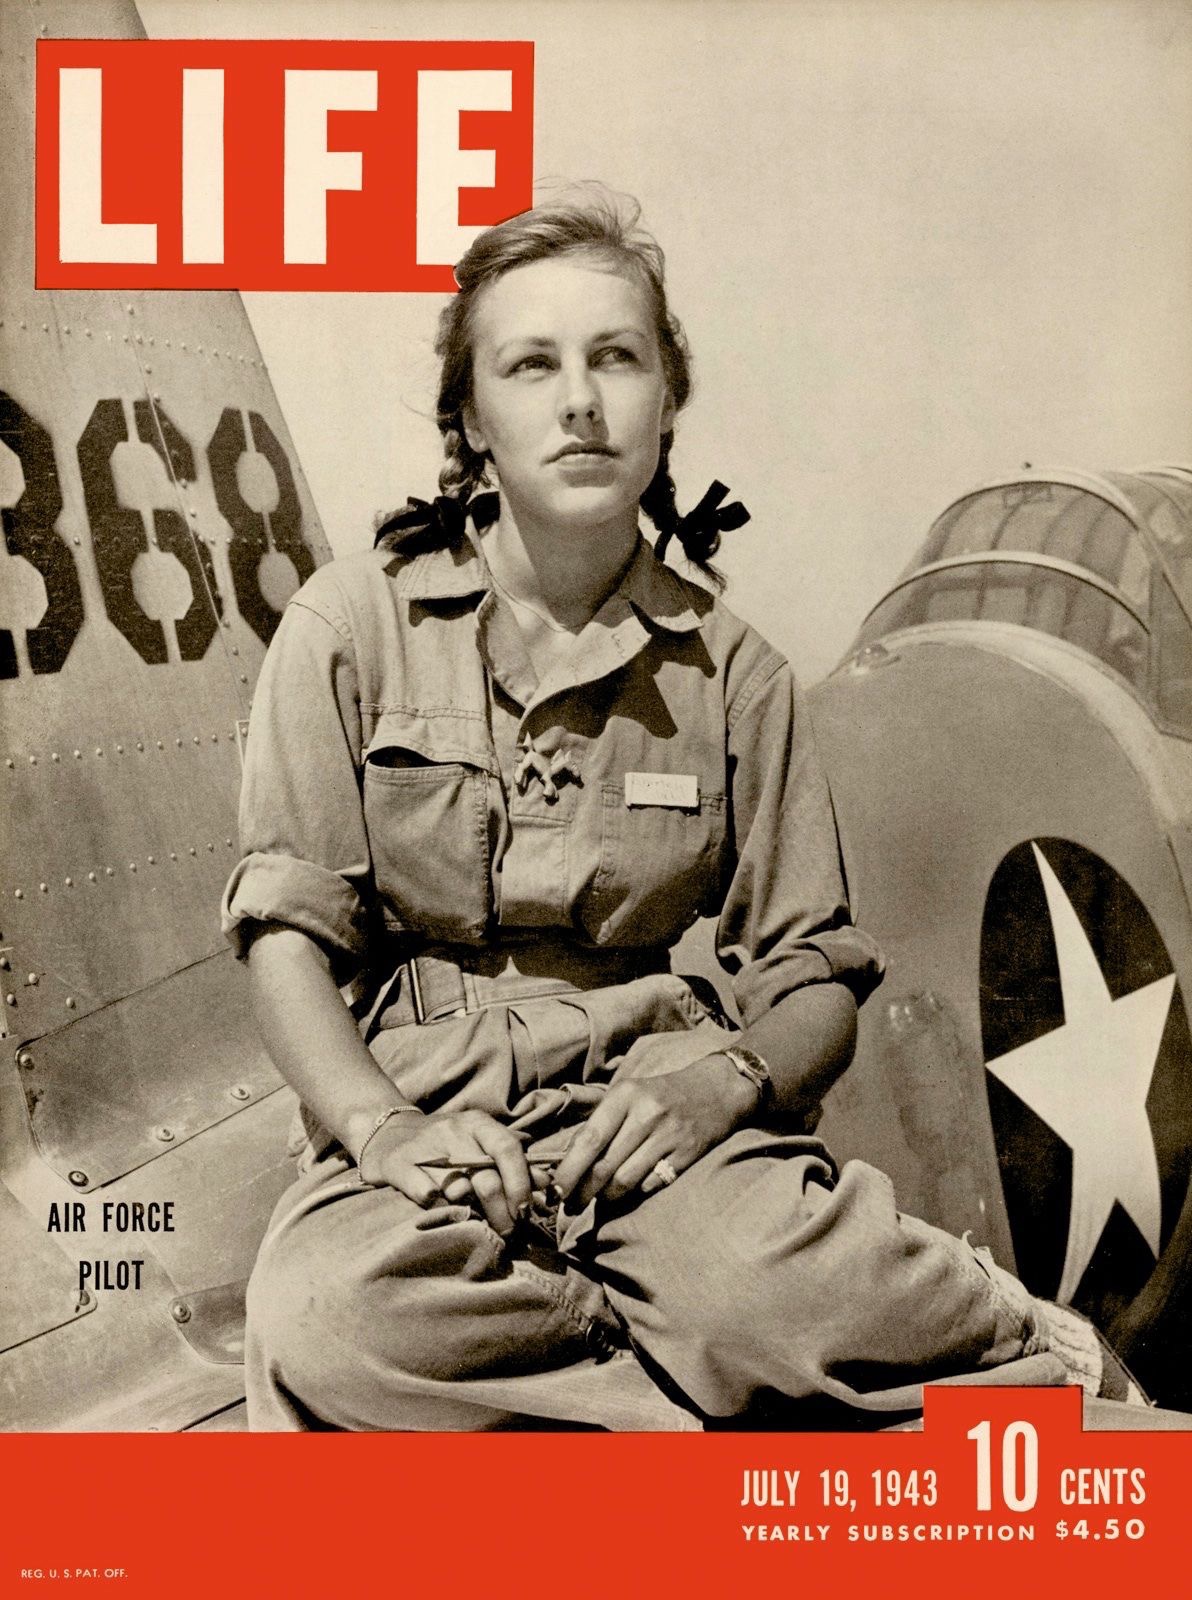 LIFE
368
AIR FORCE
PILOT
JULY 19, 1943 10 CENTS
YEARLY SUBSCRIPTION $4.50
REG. U. S. PAT. OFF.